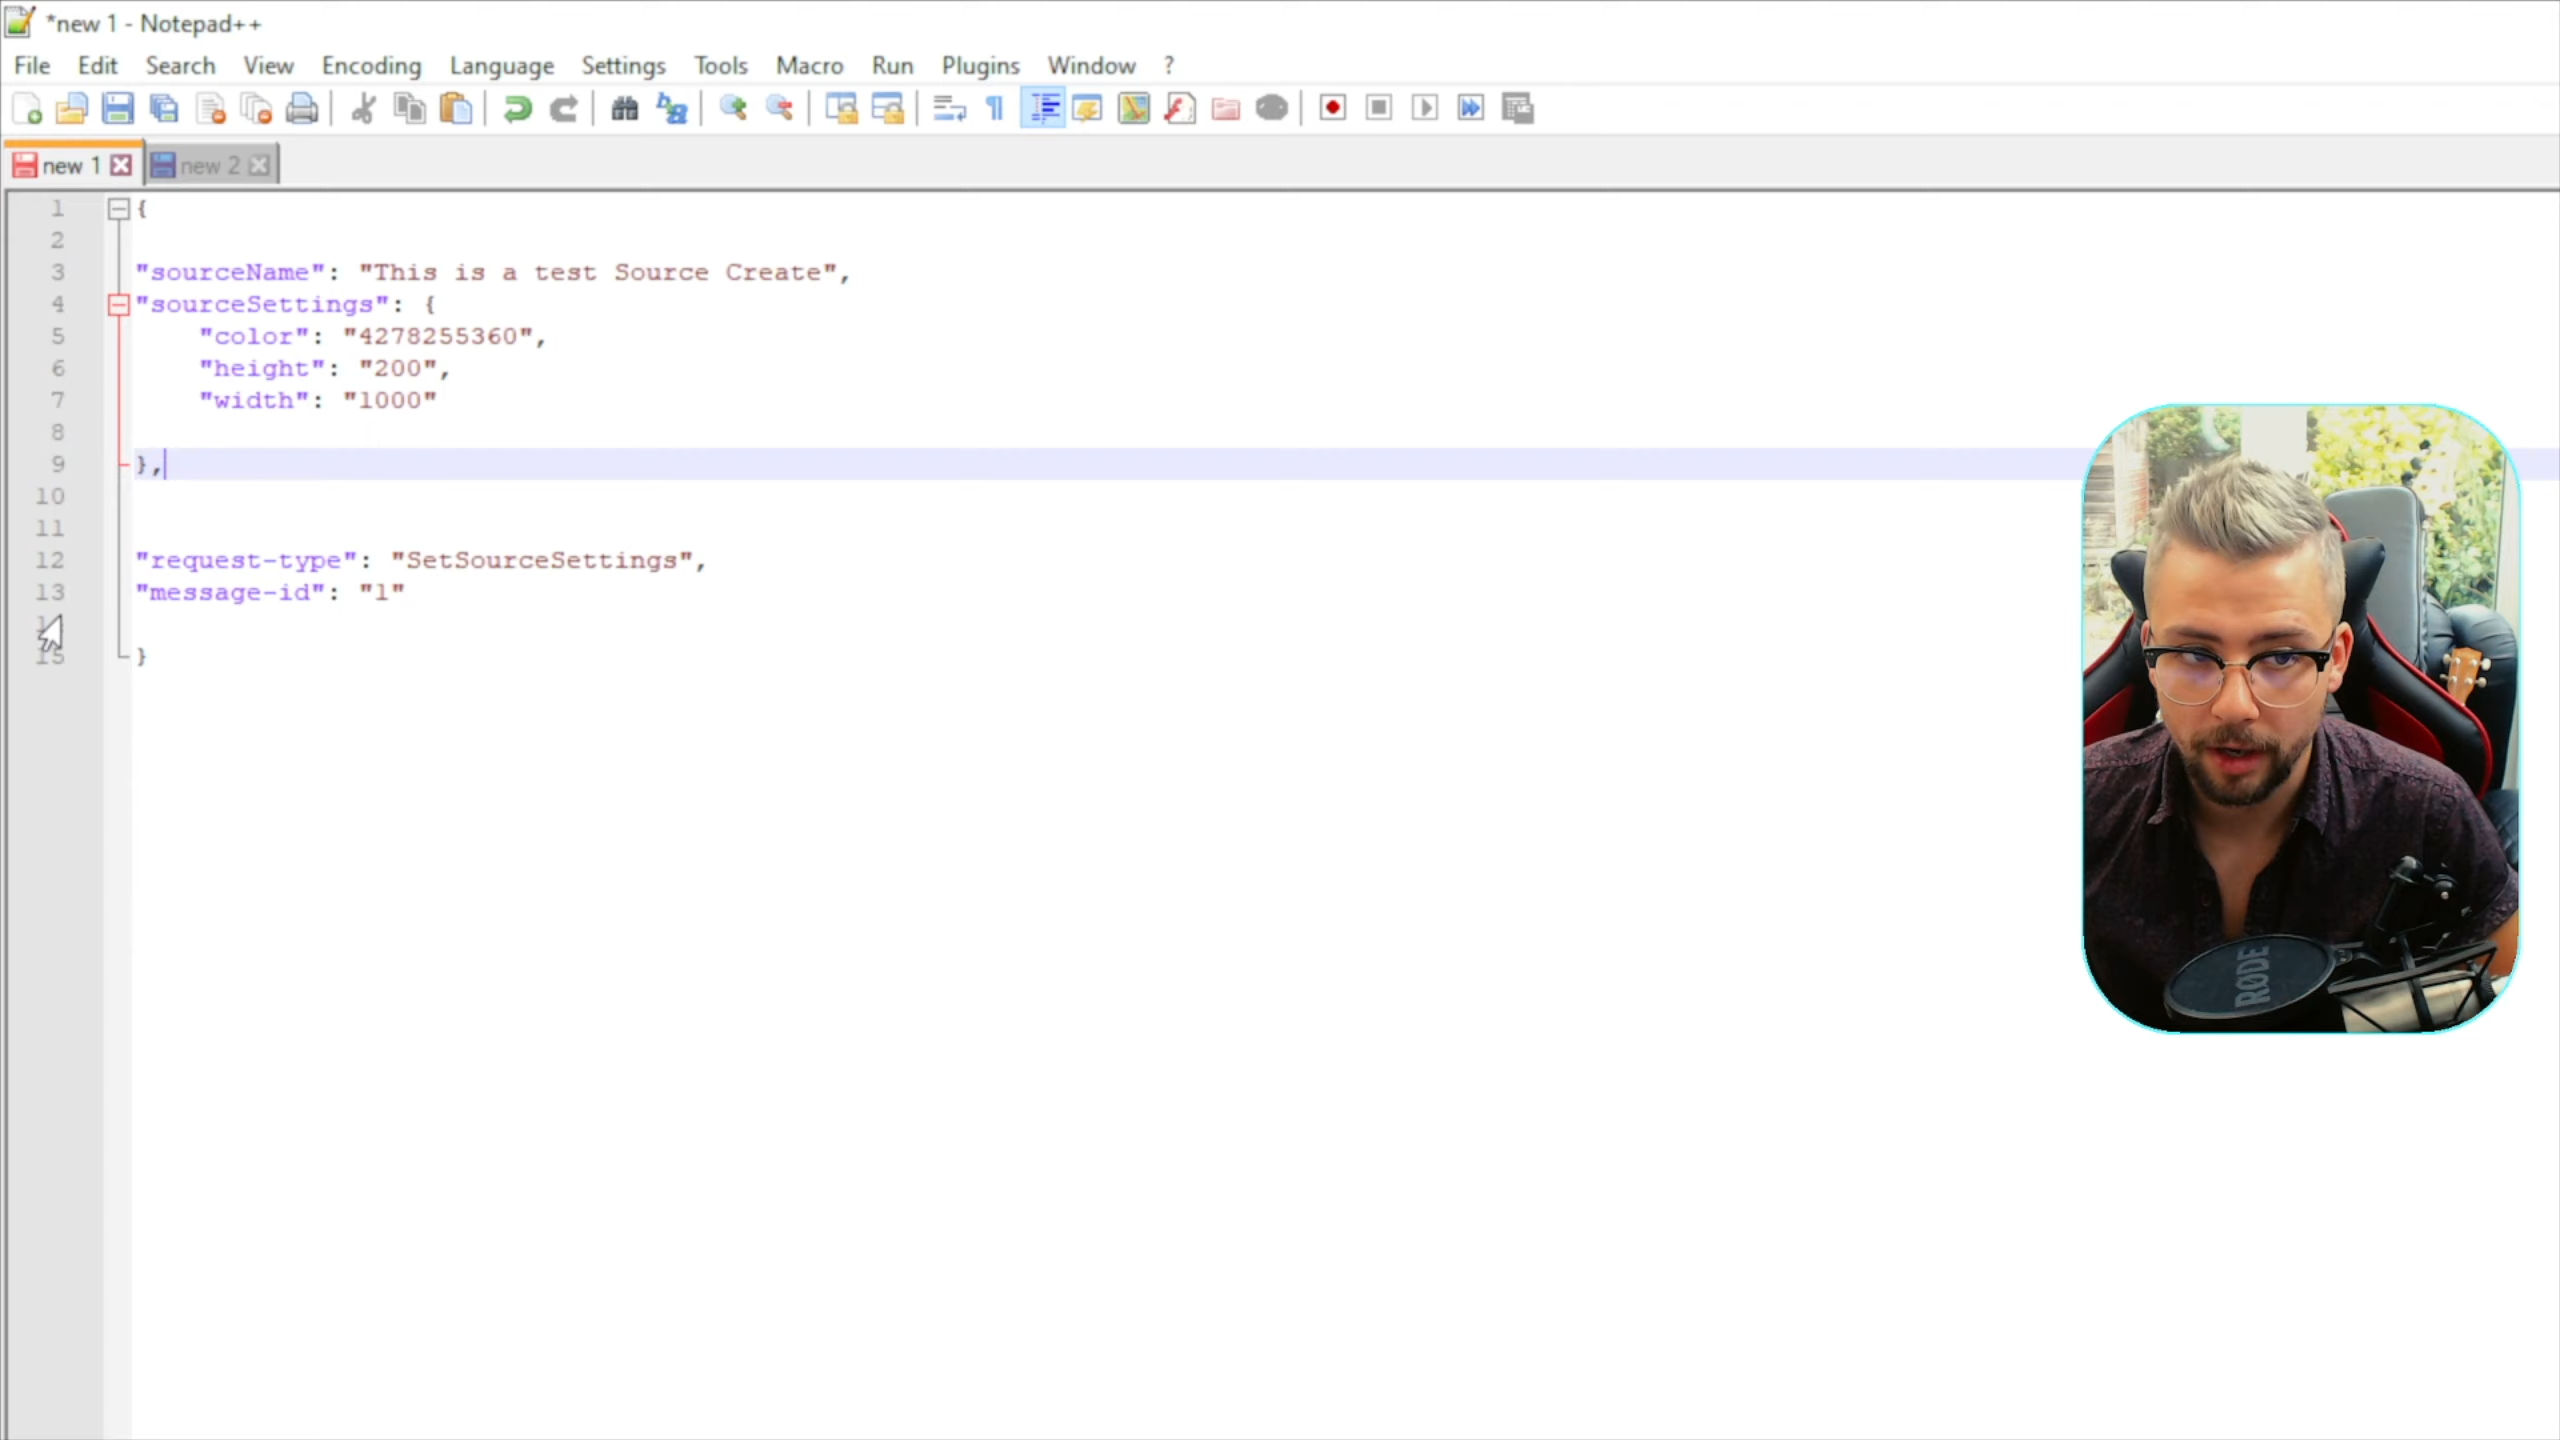 *new 1 - Notepad++
File Edit Search View Encoding Language Settings Tools Macro Run Plugins Window ?
new 1 new 2
1 {
2
3 "sourceName": "This is a test Source Create",
4 "sourceSettings": {
5 "color": "4278255360",
6 "height": "200",
7 "width": "1000"
8
9 },
10
11
12 "request-type": "SetSourceSettings",
13 "message-id": "1"
15 }
RØDE